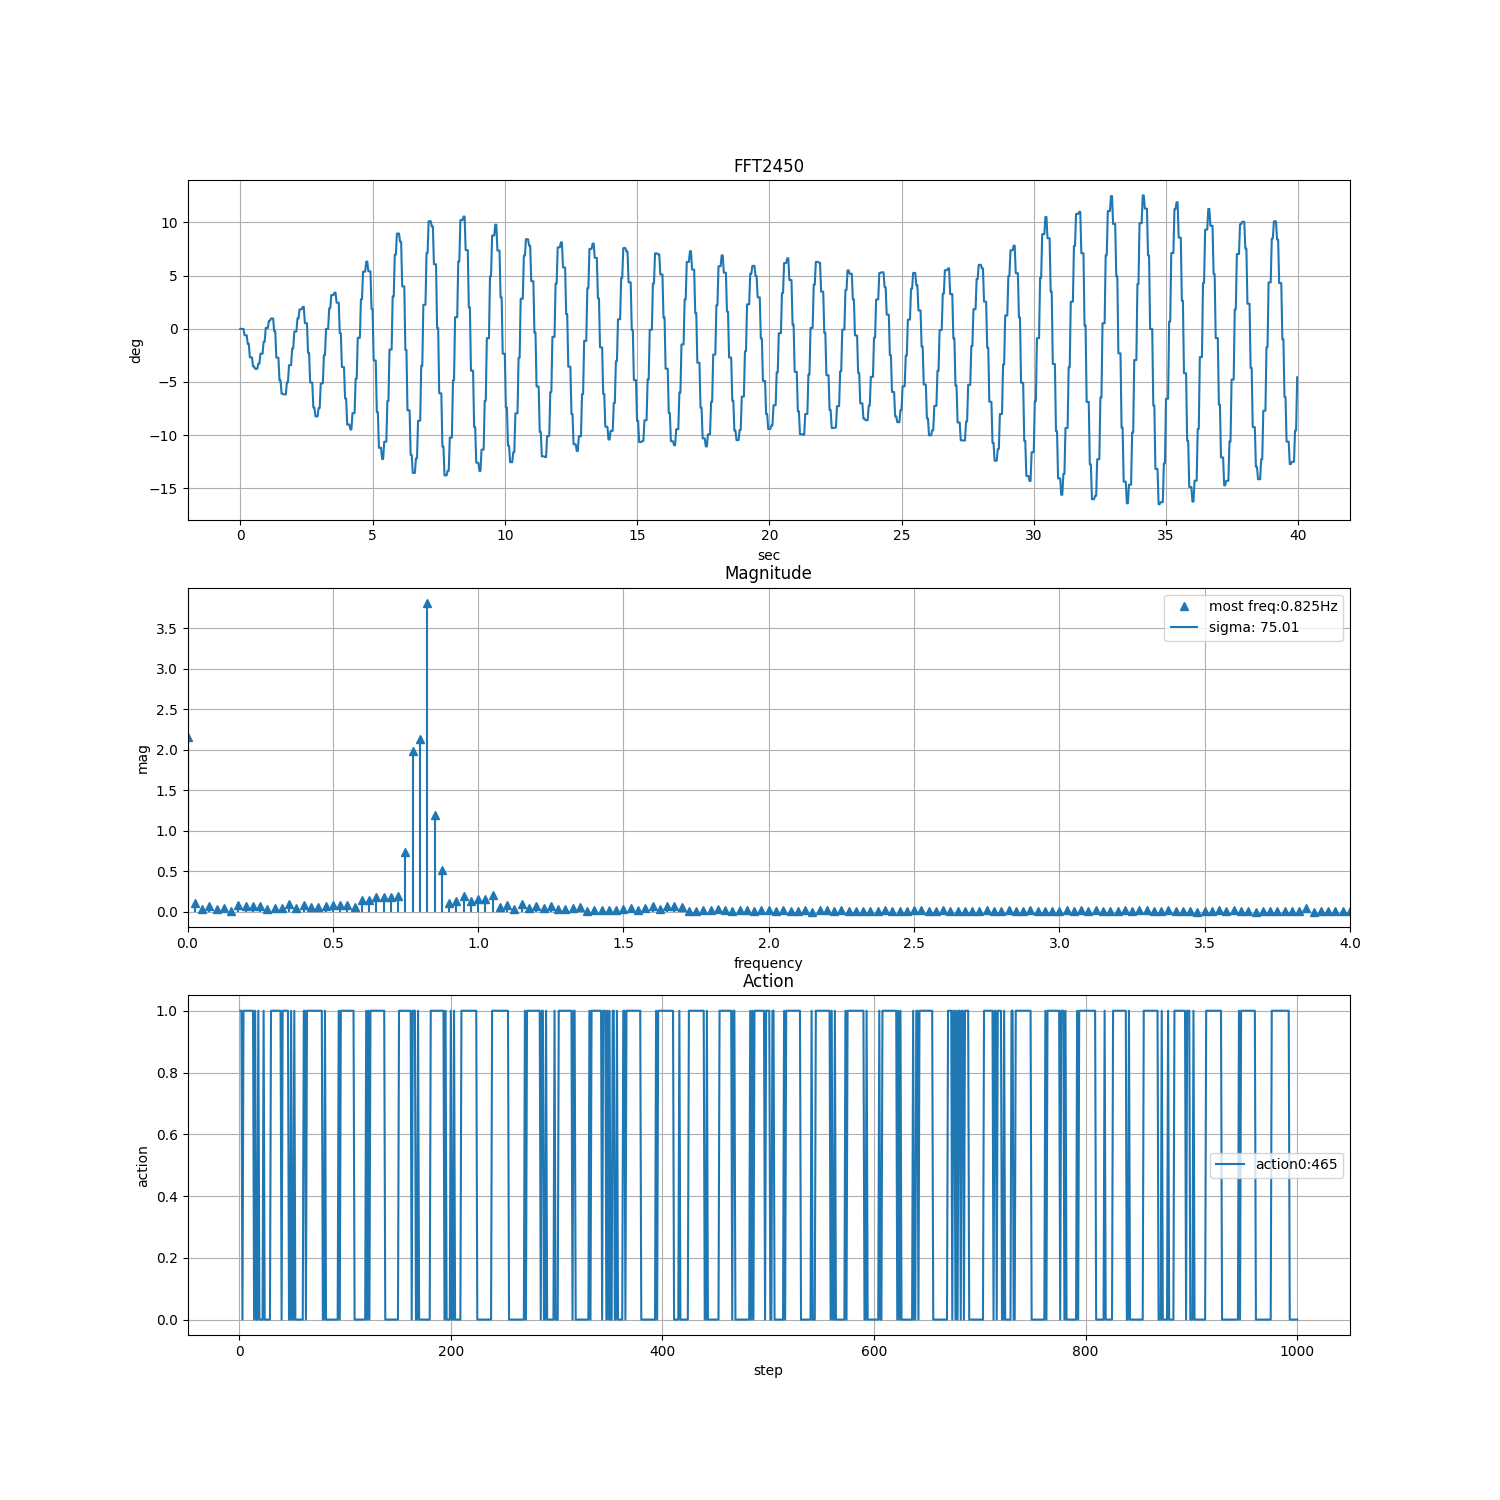 FFT2450
10
5
0
−5
−10
−15
deg
0 5 10 15 20 25 30 35 40
sec
Magnitude
most freq:0.825Hz
sigma: 75.01
3.5
3.0
2.5
2.0
1.5
1.0
0.5
0.0
mag
0.0 0.5 1.0 1.5 2.0 2.5 3.0 3.5 4.0
frequency
Action
1.0
0.8
0.6
0.4
0.2
0.0
action
action0:465
0 200 400 600 800 1000
step